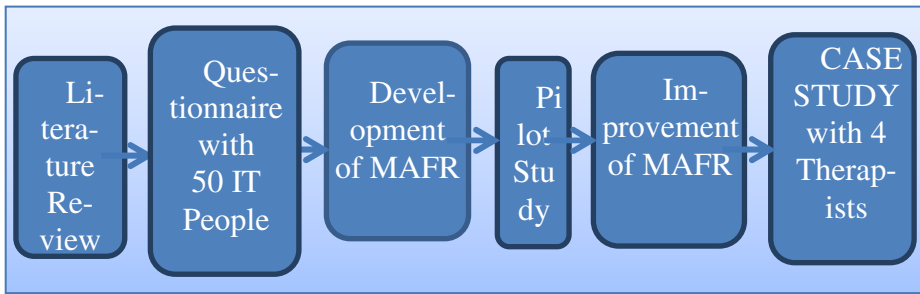 Li-
tera-
ture
Re-
view
Ques-
tionnaire
with
50 IT
People
Devel-
opment
of MAFR
Pi
lot
Stu
dy
Im-
provement
of MAFR
CASE
STUDY
with 4
Therap-
ists